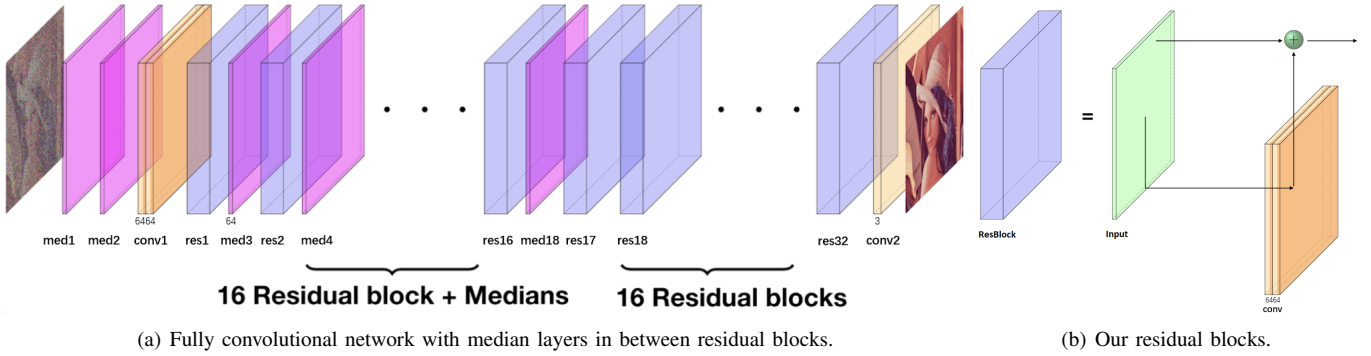 6464
64
3
med1 med2 conv1 res1 med3 res2 med4 res16 med18 res17 res18 res32 conv2
16 Residual block + Medians
16 Residual blocks
(a) Fully convolutional network with median layers in between residual blocks.
+
=
ResBlock
Input
6464
conv
(b) Our residual blocks.